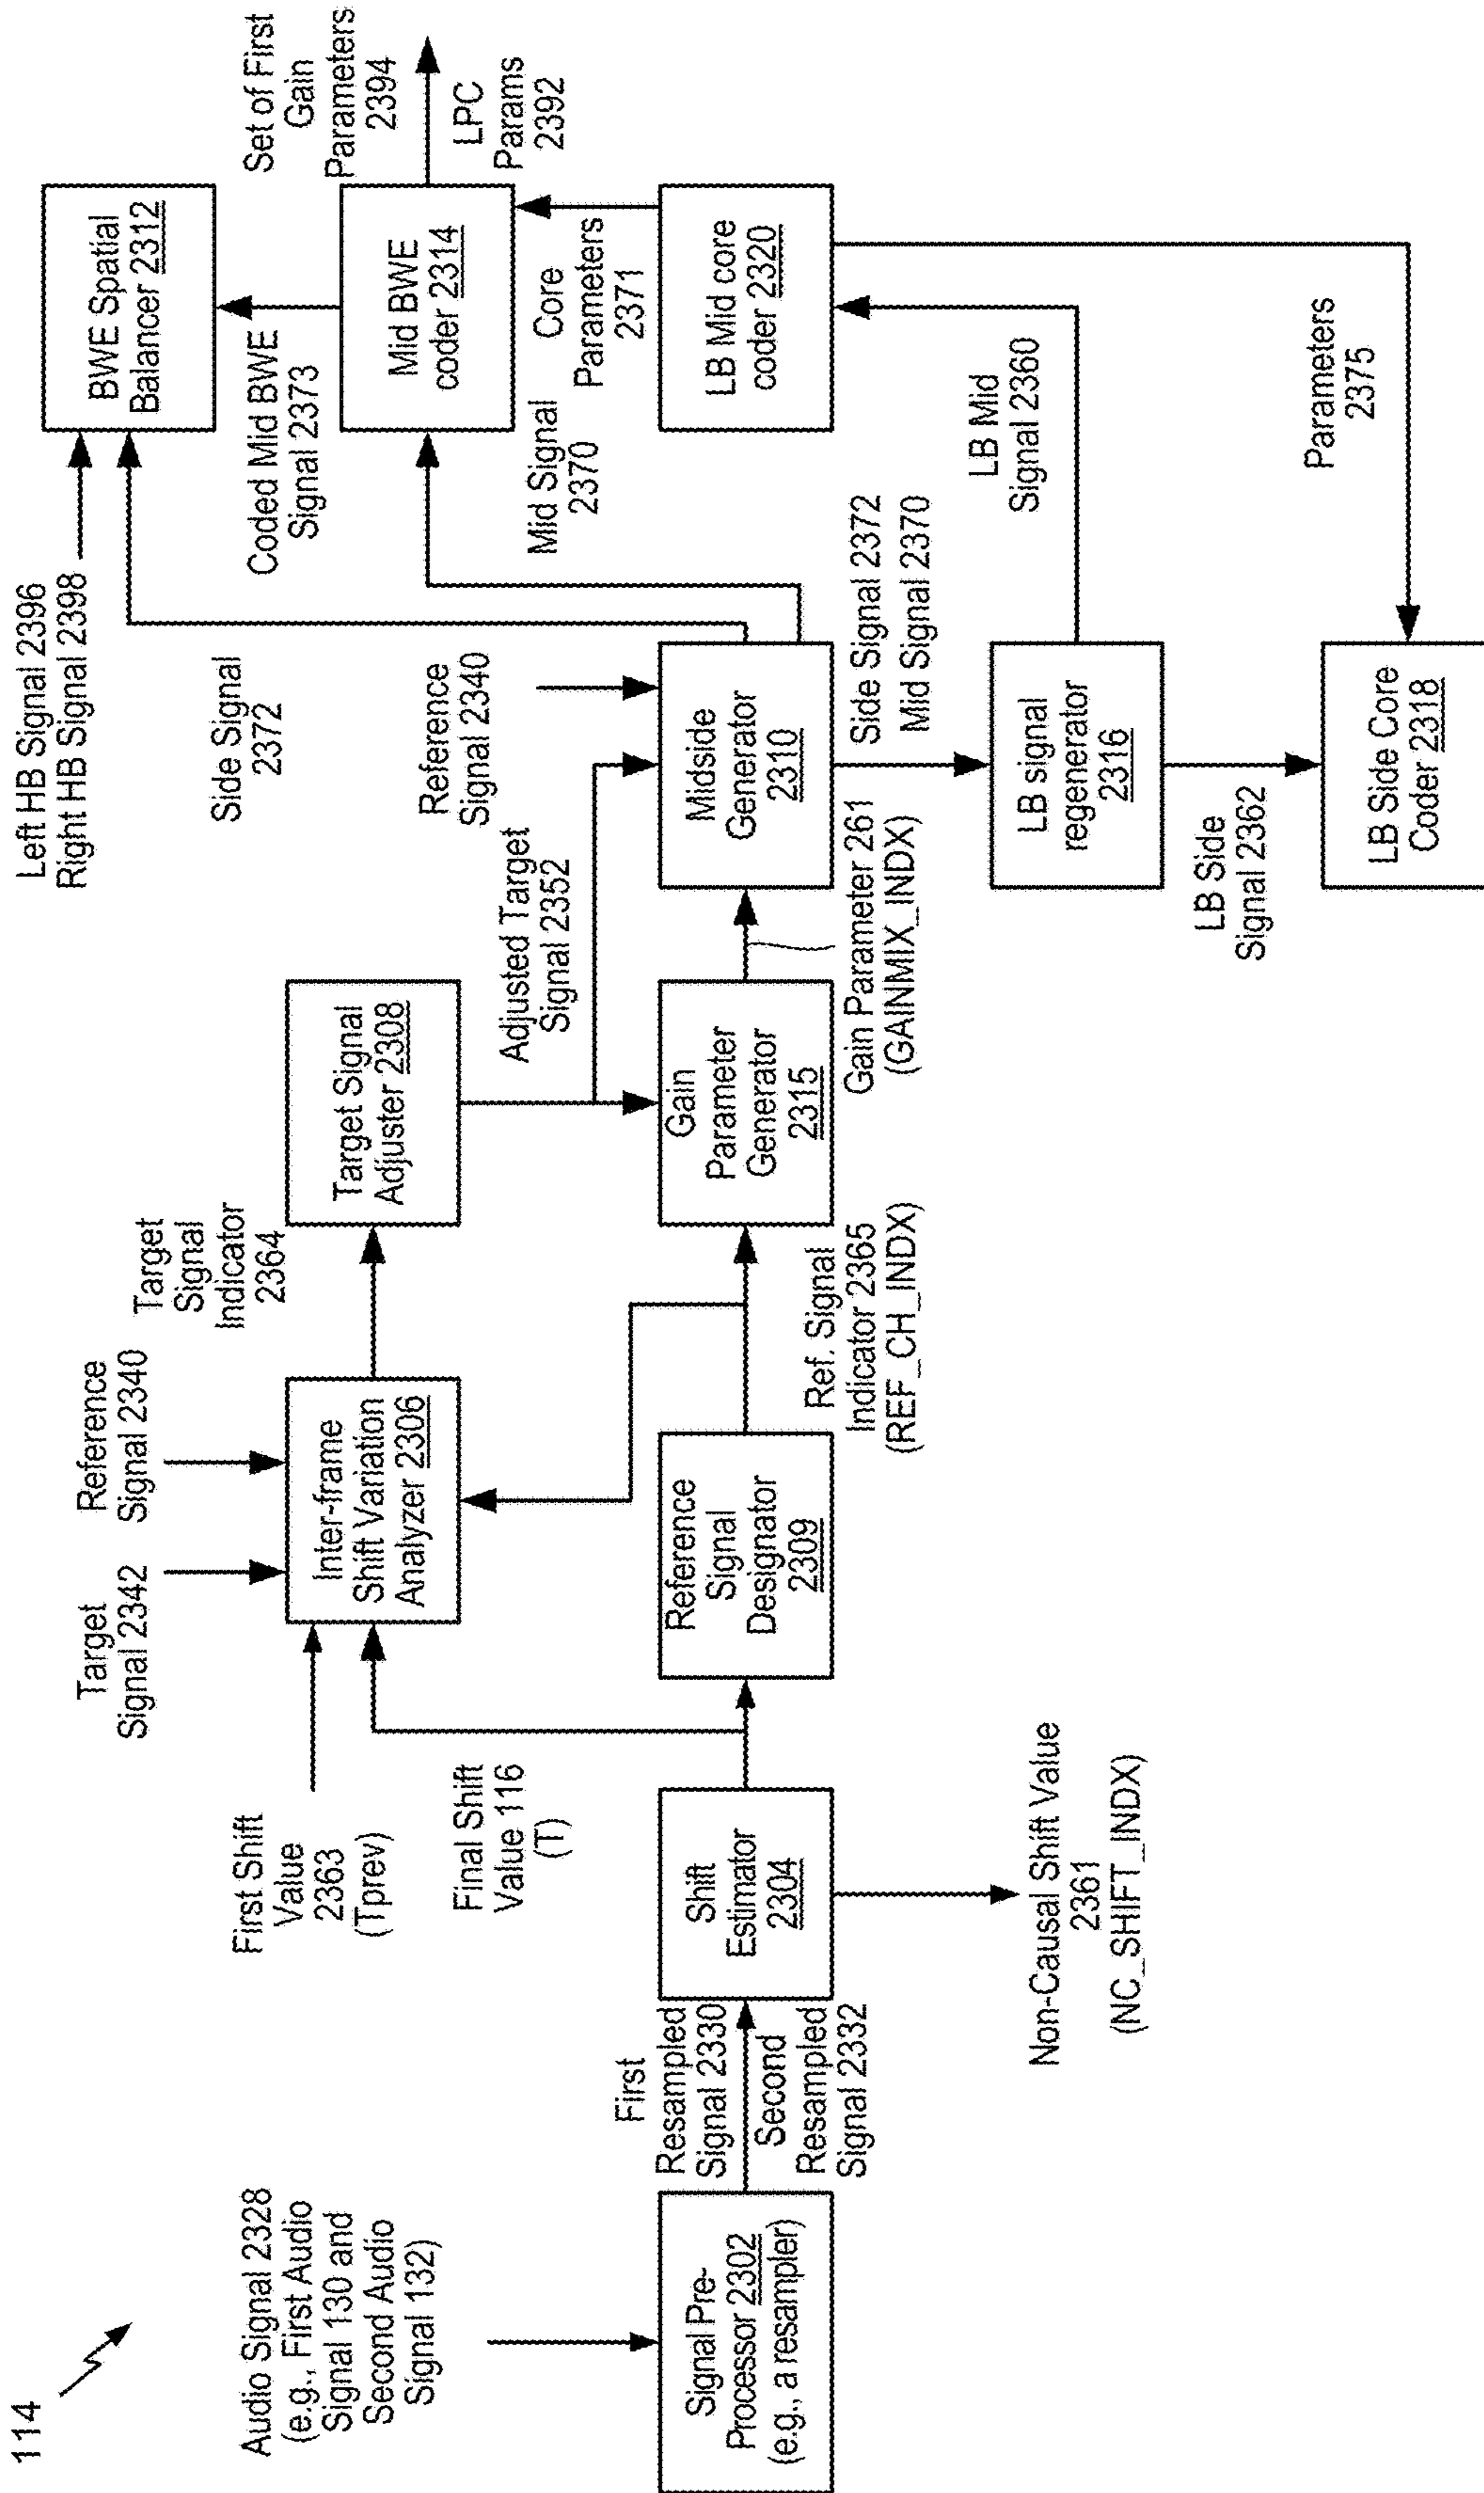 114
Audio Signal 2328
(e.g., First Audio
Signal 130 and
Second Audio
Signal 132)
Signal Pre-
Processor 2302
(e.g., a resampler)
First
Resampled
Signal 2330
Second
Resampled
Signal 2332
Shift
Estimator
2304
Non-Causal Shift Value
2361
(NC_SHIFT_INDX)
First Shift
Value
2363
(Tprev)
Final Shift
Value 116
(T)
Target
Signal 2342
Reference
Signal 2340
Inter-frame
Shift Variation
Analyzer 2306
Reference
Signal
Designator
2309
Target
Signal
Indicator
2364
Ref. Signal
Indicator 2365
(REF_CH_INDX)
Target Signal
Adjuster 2308
Gain
Parameter
Generator
2315
Adjusted Target
Signal 2352
Gain Parameter 261
(GAINMIX_INDX)
Reference
Signal 2340
Midside
Generator
2310
Side Signal 2372
Mid Signal 2370
LB signal
regenerator
2316
LB Side
Signal 2362
LB Side Core
Coder 2318
Left HB Signal 2396
Right HB Signal 2398
Side Signal
2372
Coded Mid BWE
Signal 2373
Mid Signal
2370
Core
Parameters
2371
LB Mid
Signal 2360
Parameters
2375
BWE Spatial
Balancer 2312
Mid BWE
coder 2314
LB Mid core
coder 2320
Set of First
Gain
Parameters
2394
LPC
Params
2392